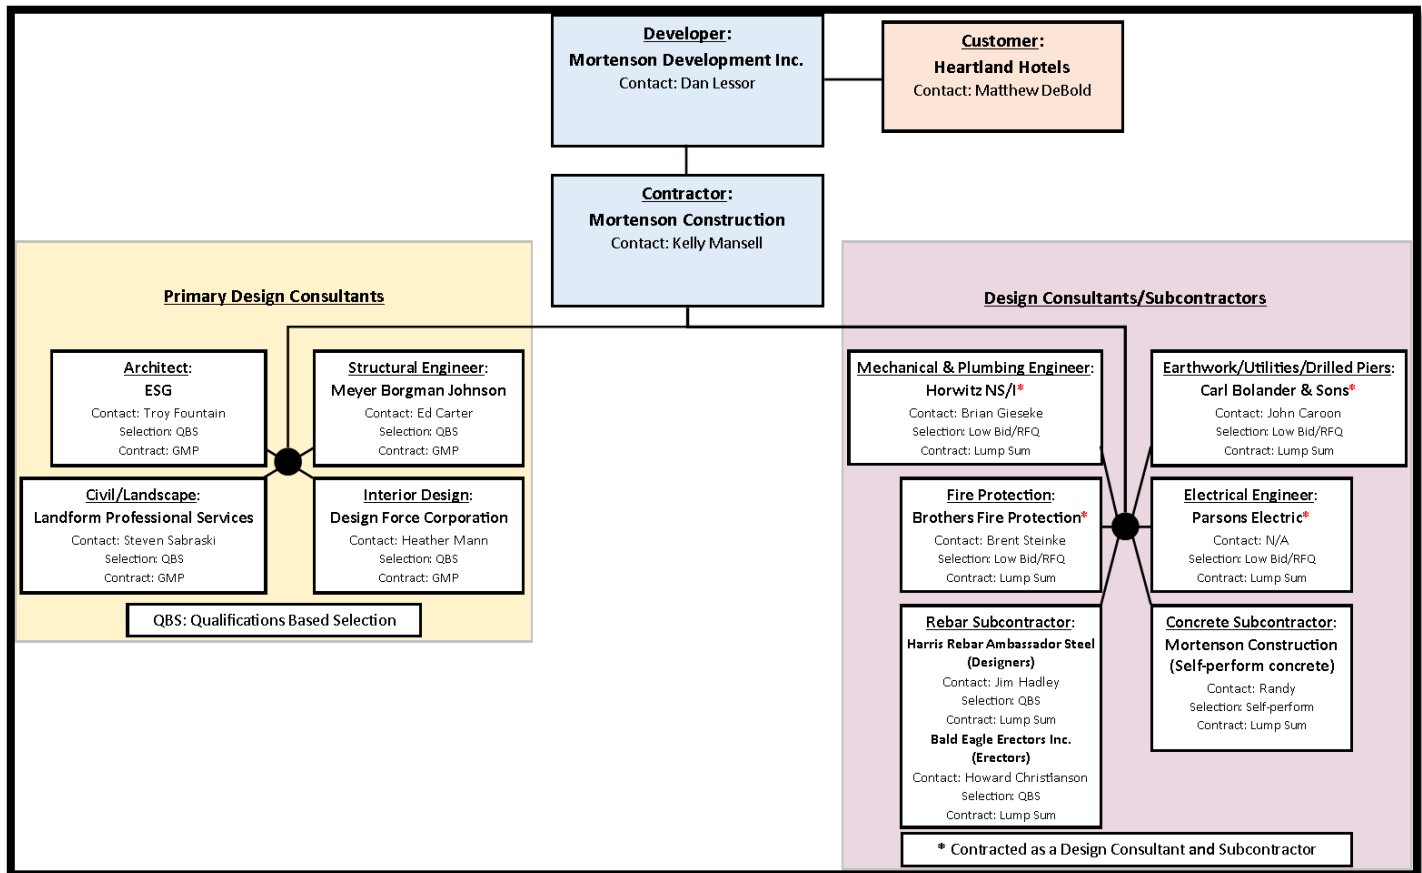 Developer:
Mortenson Development Inc.
Contact: Dan Lessor
Customer:
Heartland Hotels
Contact: Matthew DeBold
Contractor:
Mortenson Construction
Contact: Kelly Mansell
Primary Design Consultants
Architect:
ESG
Contact: Troy Fountain
Selection: QBS
Contract: GMP
Structural Engineer:
Meyer Borgman Johnson
Contact: Ed Carter
Selection: QBS
Contract: GMP
Civil/Landscape:
Landform Professional Services
Contact: Steven Sabraski
Selection: QBS
Contract: GMP
Interior Design:
Design Force Corporation
Contact: Heather Mann
Selection: QBS
Contract: GMP
QBS: Qualifications Based Selection
Design Consultants/Subcontractors
Mechanical & Plumbing Engineer:
Horwitz NS/I*
Contact: Brian Gieseke
Selection: Low Bid/RFQ
Contract: Lump Sum
Earthwork/Utilities/Drilled Piers:
Carl Bolander & Sons*
Contact: John Caroon
Selection: Low Bid/RFQ
Contract: Lump Sum
Fire Protection:
Brothers Fire Protection*
Contact: Brent Steinke
Selection: Low Bid/RFQ
Contract: Lump Sum
Electrical Engineer:
Parsons Electric*
Contact: N/A
Selection: Low Bid/RFQ
Contract: Lump Sum
Rebar Subcontractor:
Harris Rebar Ambassador Steel
(Designers)
Contact: Jim Hadley
Selection: QBS
Contract: Lump Sum
Bald Eagle Erectors Inc.
(Erectors)
Contact: Howard Christianson
Selection: QBS
Contract: Lump Sum
Concrete Subcontractor:
Mortenson Construction
(Self-perform concrete)
Contact: Randy
Selection: Self-perform
Contract: Lump Sum
* Contracted as a Design Consultant and Subcontractor